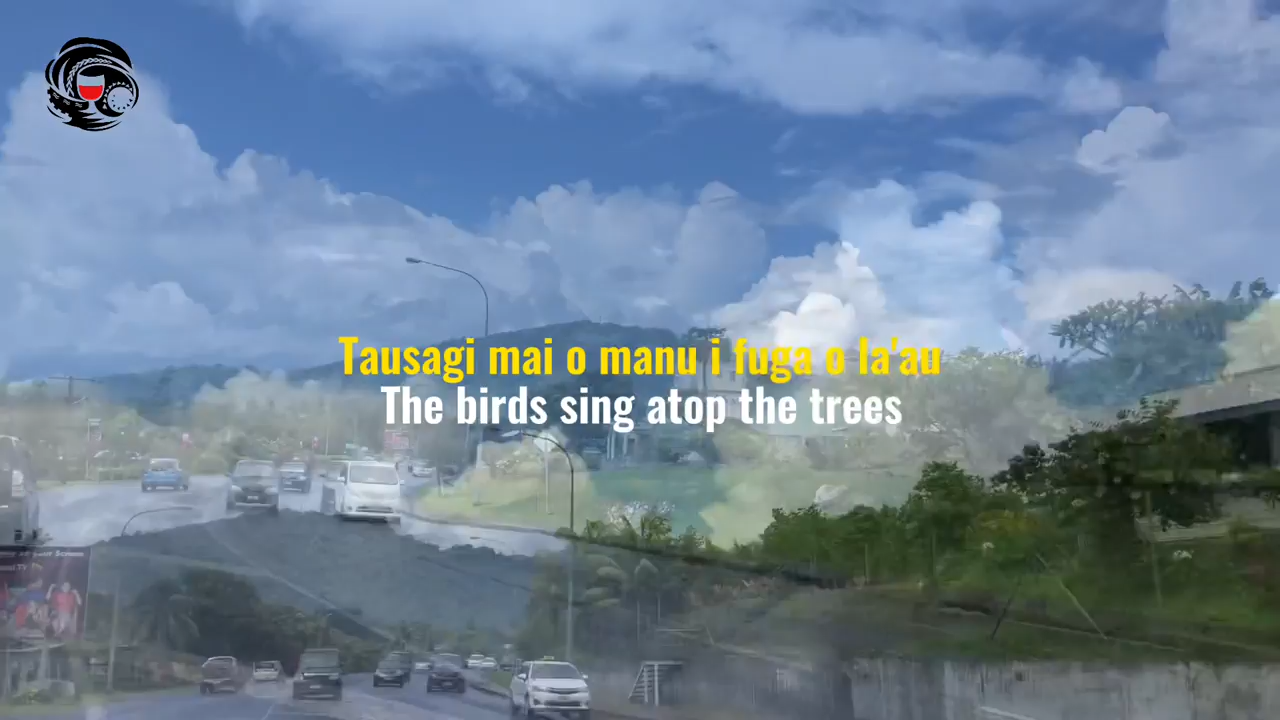 Tausagi mai o manu i fuga o la'au
The birds sing atop the trees